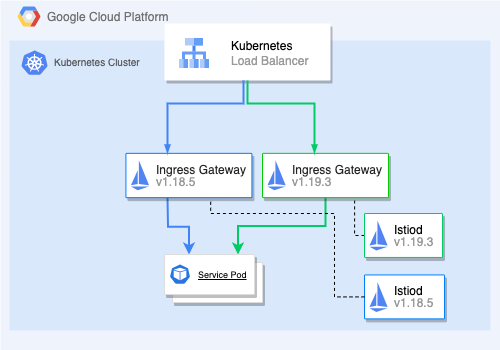 Google Cloud Platform
Kubernetes
Load Balancer
Kubernetes Cluster
Ingress Gateway
v1.18.5
Ingress Gateway
v1.19.3
Istiod
v1.19.3
Service Pod
Istiod
v1.18.5